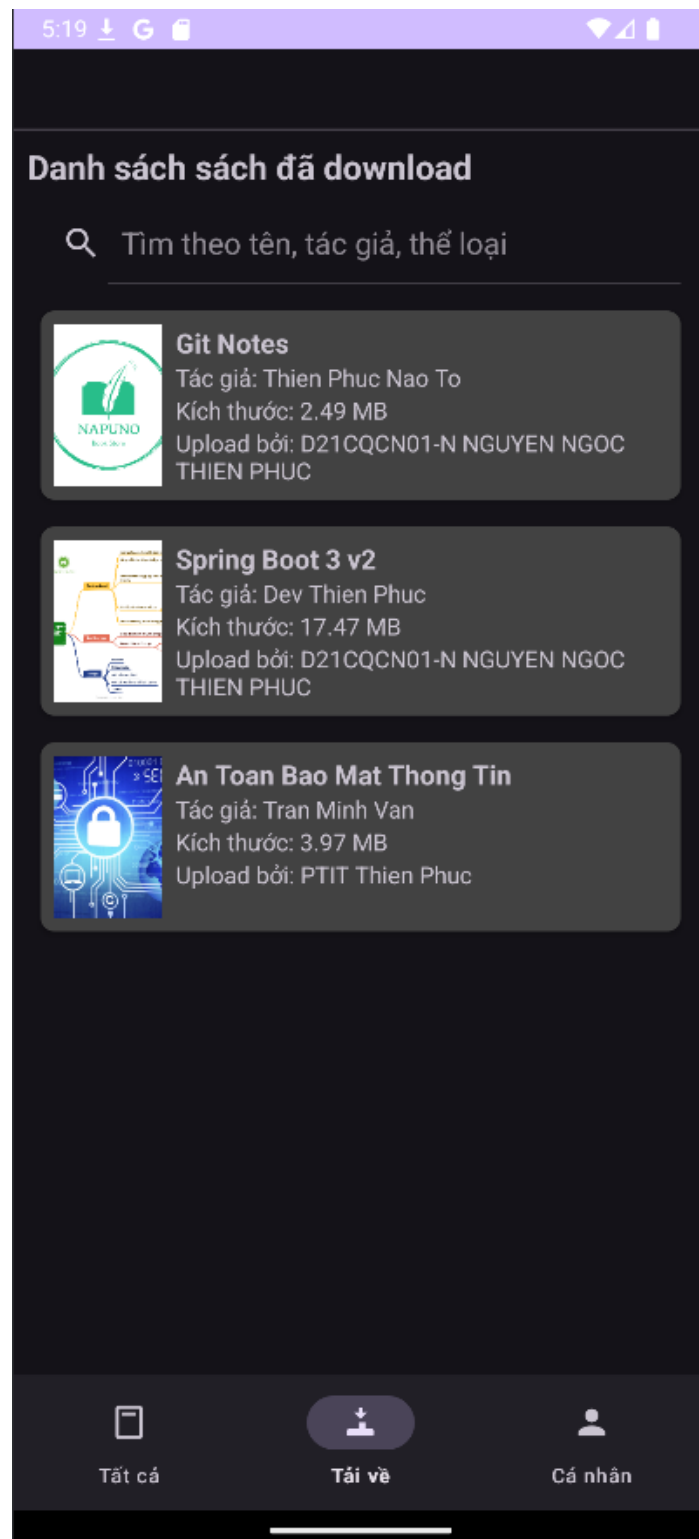 5:19
Danh sách sách đã download
Tìm theo tên, tác giả, thể loại
NAPUNO
Book Store
Git Notes
Tác giả: Thien Phuc Nao To
Kích thước: 2.49 MB
Upload bởi: D21CQCN01-N NGUYEN NGOC
THIEN PHUC
Spring Boot 3 v2
Tác giả: Dev Thien Phuc
Kích thước: 17.47 MB
Upload bởi: D21CQCN01-N NGUYEN NGOC
THIEN PHUC
An Toan Bao Mat Thong Tin
Tác giả: Tran Minh Van
Kích thước: 3.97 MB
Upload bởi: PTIT Thien Phuc
Tất cả
Tải về
Cá nhân